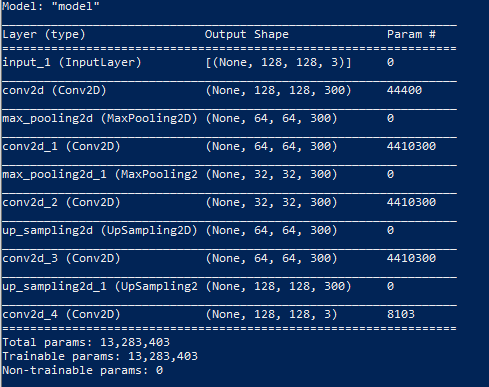 Model: "model"
Layer (type) Output Shape Param #
input_1 (InputLayer) [(None, 128, 128, 3)] 0
conv2d (Conv2D) (None, 128, 128, 300) 44400
max_pooling2d (MaxPooling2D) (None, 64, 64, 300) 0
conv2d_1 (Conv2D) (None, 64, 64, 300) 4410300
max_pooling2d_1 (MaxPooling2 (None, 32, 32, 300) 0
conv2d_2 (Conv2D) (None, 32, 32, 300) 4410300
up_sampling2d (UpSampling2D) (None, 64, 64, 300) 0
conv2d_3 (Conv2D) (None, 64, 64, 300) 4410300
up_sampling2d_1 (UpSampling2 (None, 128, 128, 300) 0
conv2d_4 (Conv2D) (None, 128, 128, 3) 8103
Total params: 13,283,403
Trainable params: 13,283,403
Non-trainable params: 0